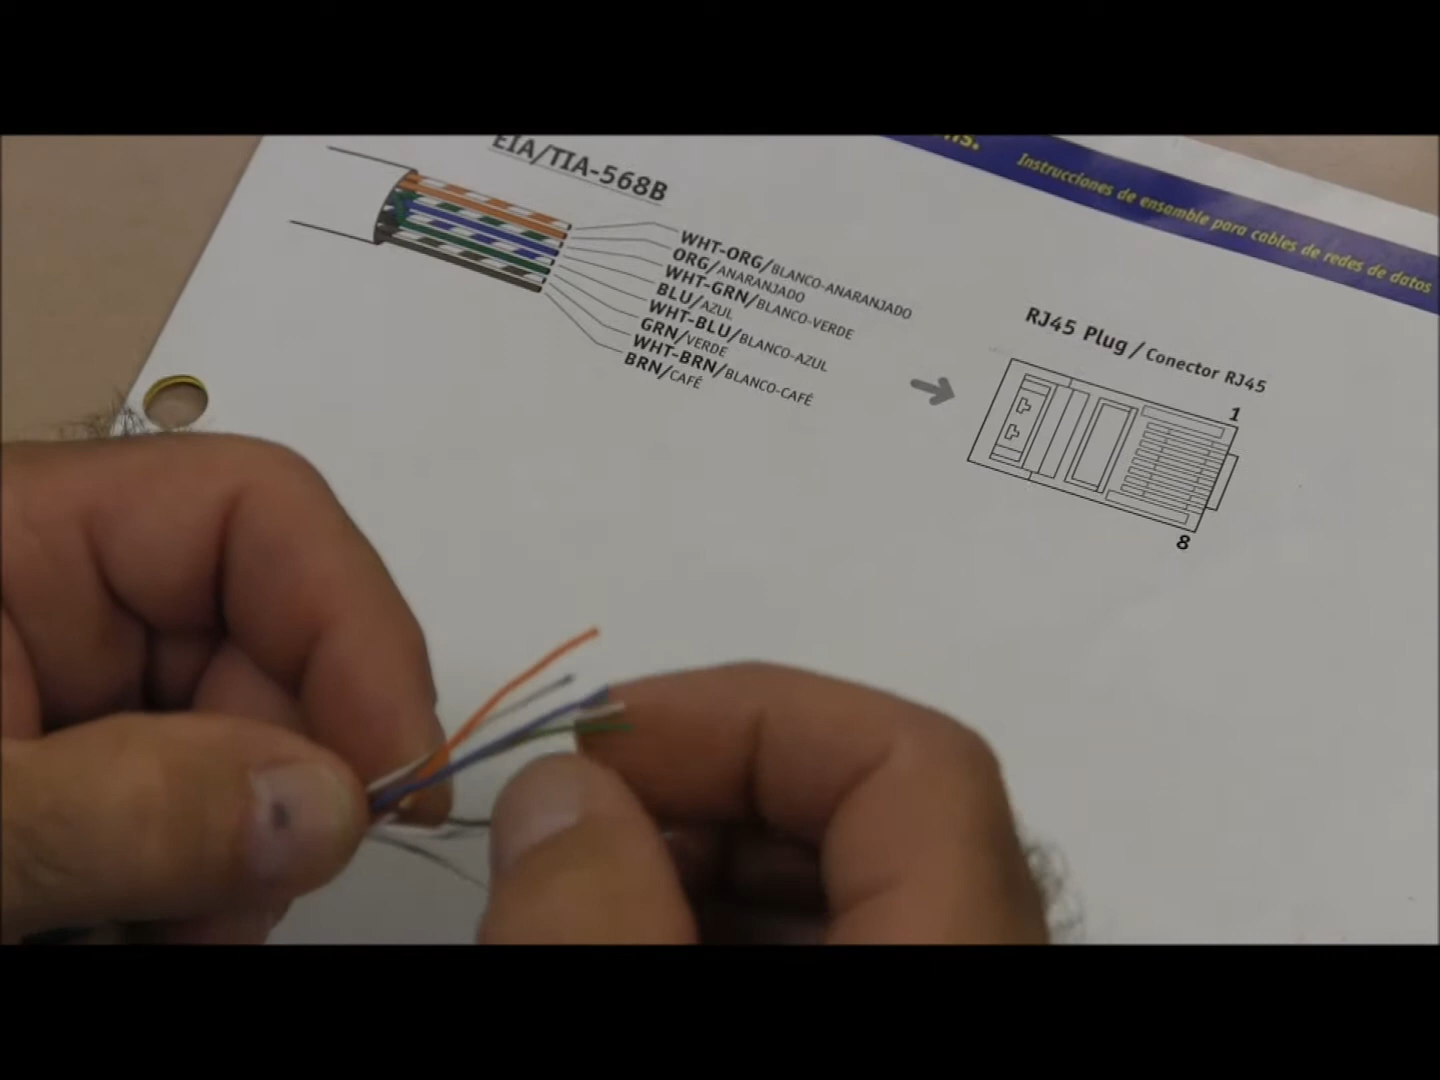 EIA/TIA-568B
Instrucciones de ensamble para cables de redes de datos
WHT-ORG/BLANCO-ANARANJADO
ORG/ANARANJADO
WHT-GRN/BLANCO-VERDE
BLU/AZUL
WHT-BLU/BLANCO-AZUL
GRN/VERDE
WHT-BRN/BLANCO-CAFÉ
BRN/CAFÉ
RJ45 Plug/Conector RJ45
1
8